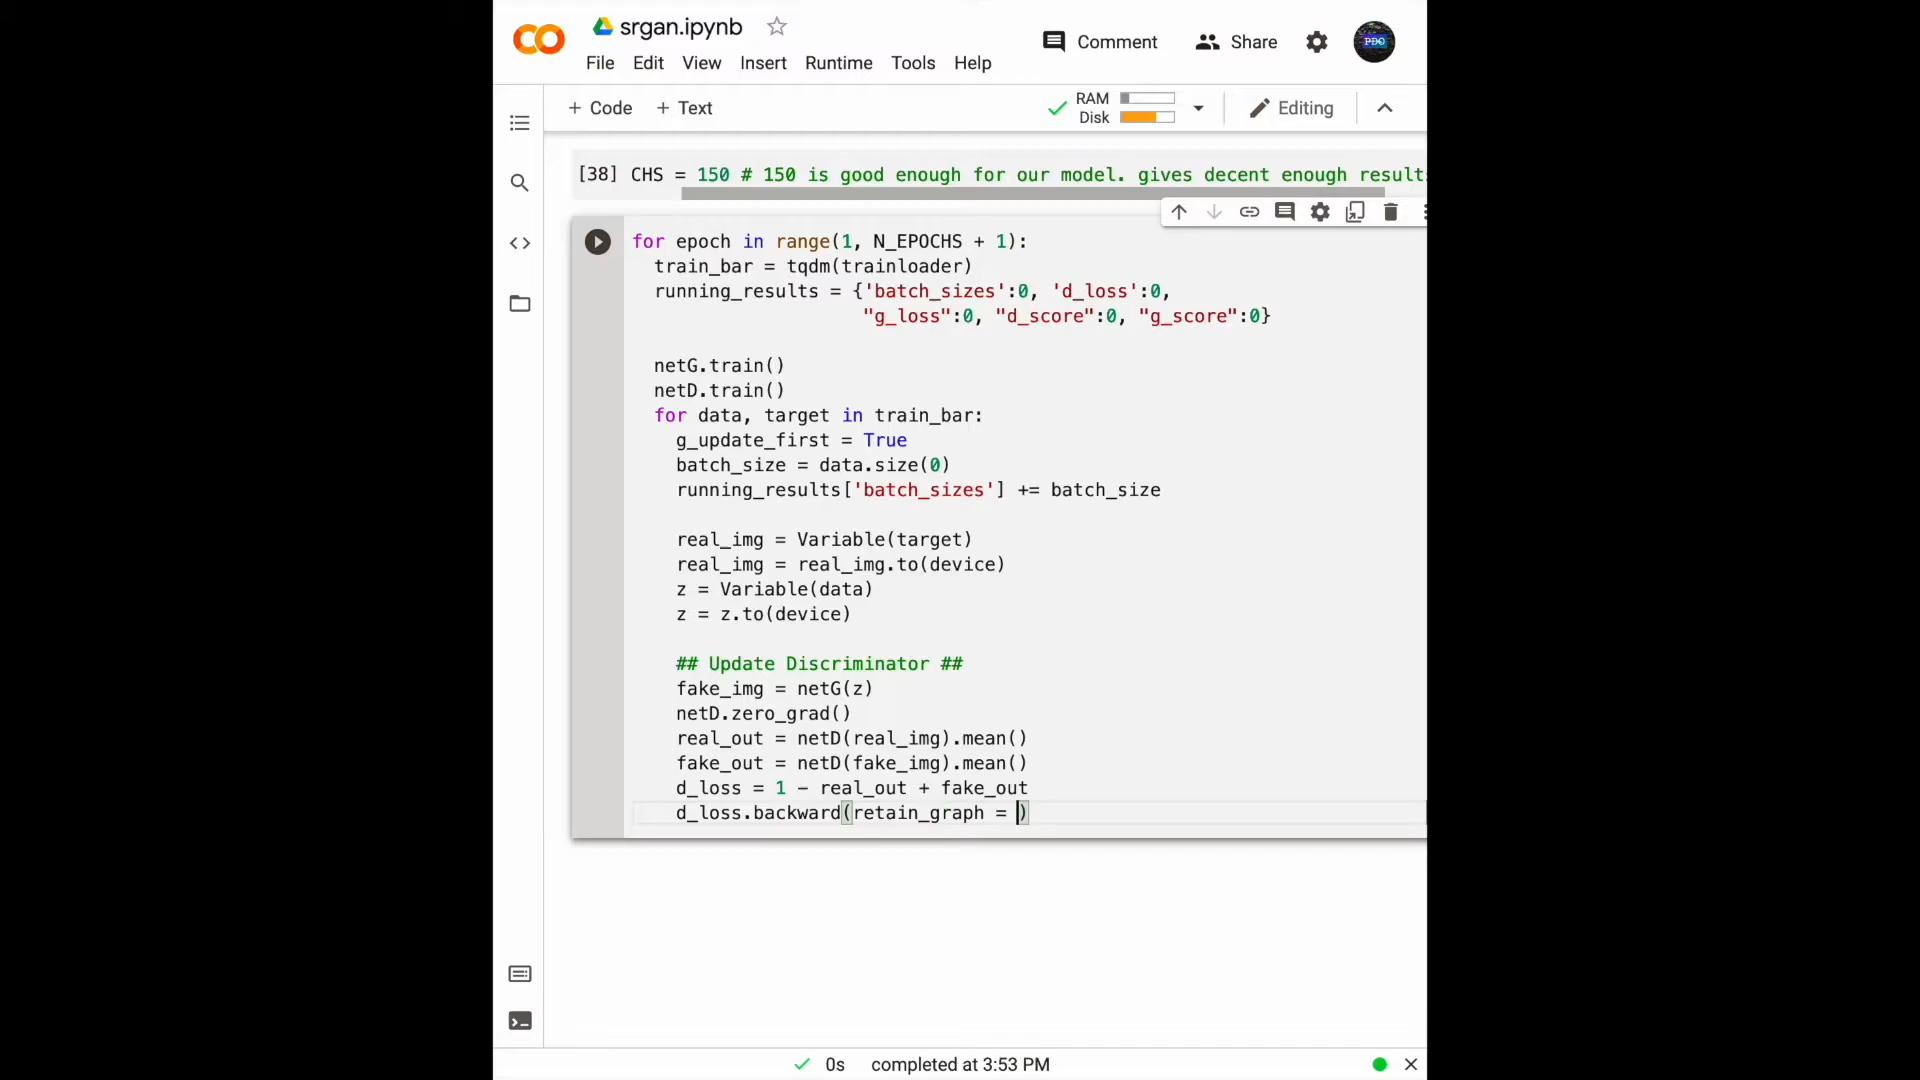 srgan.ipynb
Comment
Share
PDO
File Edit View Insert Runtime Tools Help
+ Code + Text
RAM
Disk
Editing
[38] CHS = 150 # 150 is good enough for our model. gives decent enough result
for epoch in range(1, N_EPOCHS + 1):
train_bar = tqdm(trainloader)
running_results = {'batch_sizes':0, 'd_loss':0,
"g_loss":0, "d_score":0, "g_score":0}
netG.train()
netD.train()
for data, target in train_bar:
g_update_first = True
batch_size = data.size(0)
running_results['batch_sizes'] += batch_size
real_img = Variable(target)
real_img = real_img.to(device)
z = Variable(data)
z = z.to(device)
## Update Discriminator ##
fake_img = netG(z)
netD.zero_grad()
real_out = netD(real_img).mean()
fake_out = netD(fake_img).mean()
d_loss = 1 - real_out + fake_out
d_loss.backward(retain_graph = )
0s completed at 3:53 PM